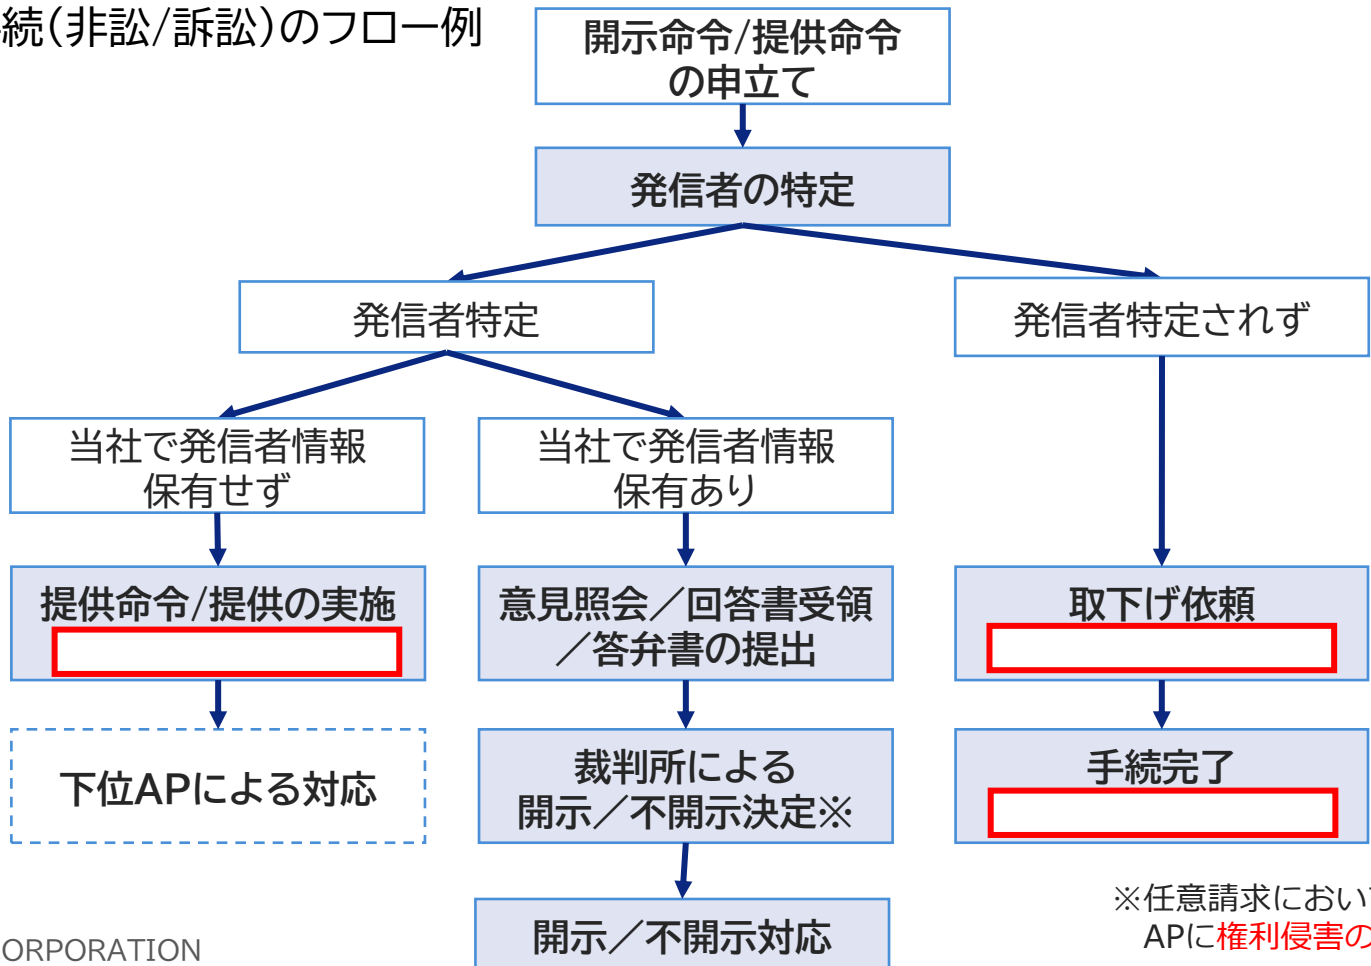 続(非訟/訴訟)のフロー例
開示命令/提供命令
の申立て
発信者の特定
発信者特定
発信者特定されず
当社で発信者情報
保有せず
当社で発信者情報
保有あり
提供命令/提供の実施
意見照会／回答書受領
／答弁書の提出
取下げ依頼
下位APによる対応
裁判所による
開示／不開示決定※
手続完了
開示／不開示対応
※任意請求におい
APに権利侵害の
ORPORATION